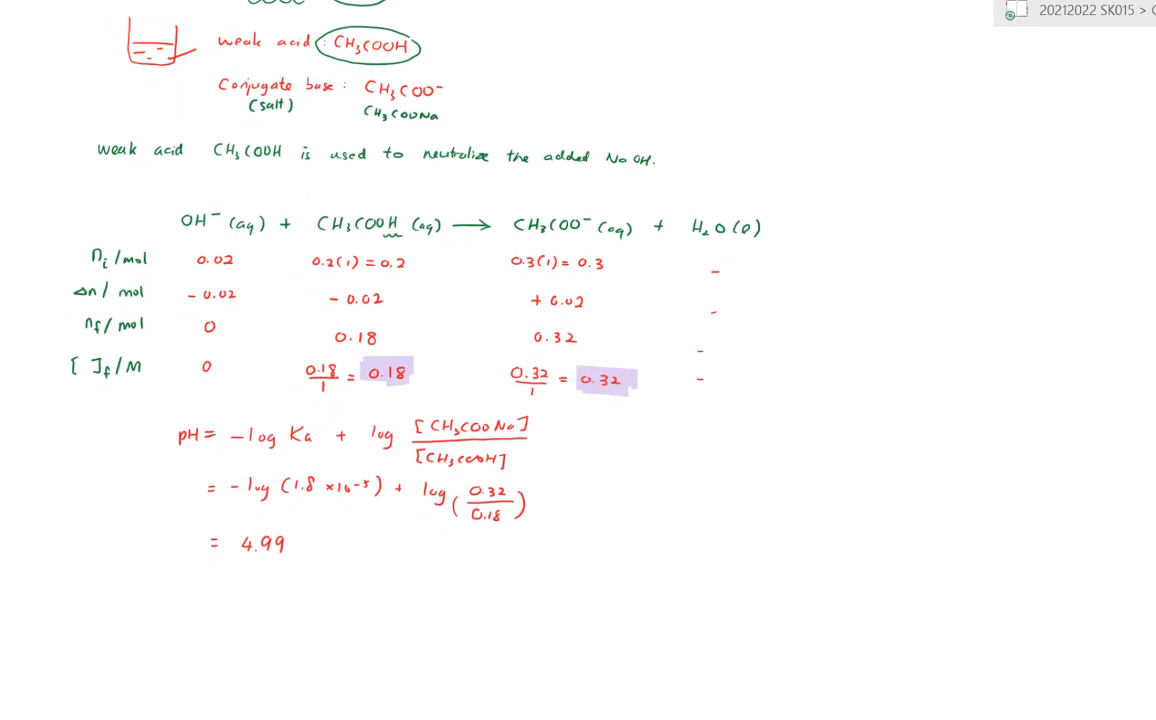 20212022 SK015 >
weak acid : CH₃COOH
Conjugate base : CH₃COO⁻
(salt) CH₃COONa
weak acid CH₃COOH is used to neutralize the added NaOH.
OH⁻ (aq) + CH₃COOH (aq) ⟶ CH₃COO⁻ (aq) + H₂O (l)
nᵢ /mol 0.02 0.2(1) = 0.2 0.3(1) = 0.3 -
Δn / mol - 0.02 - 0.02 + 0.02 -
nf / mol 0 0.18 0.32 -
[ ]f / M 0 0.18/1 = 0.18 0.32/1 = 0.32 -
pH = -log Ka + log [CH₃COONa]/[CH₃COOH]
= -log (1.8 ×10⁻⁵) + log (0.32/0.18)
= 4.99